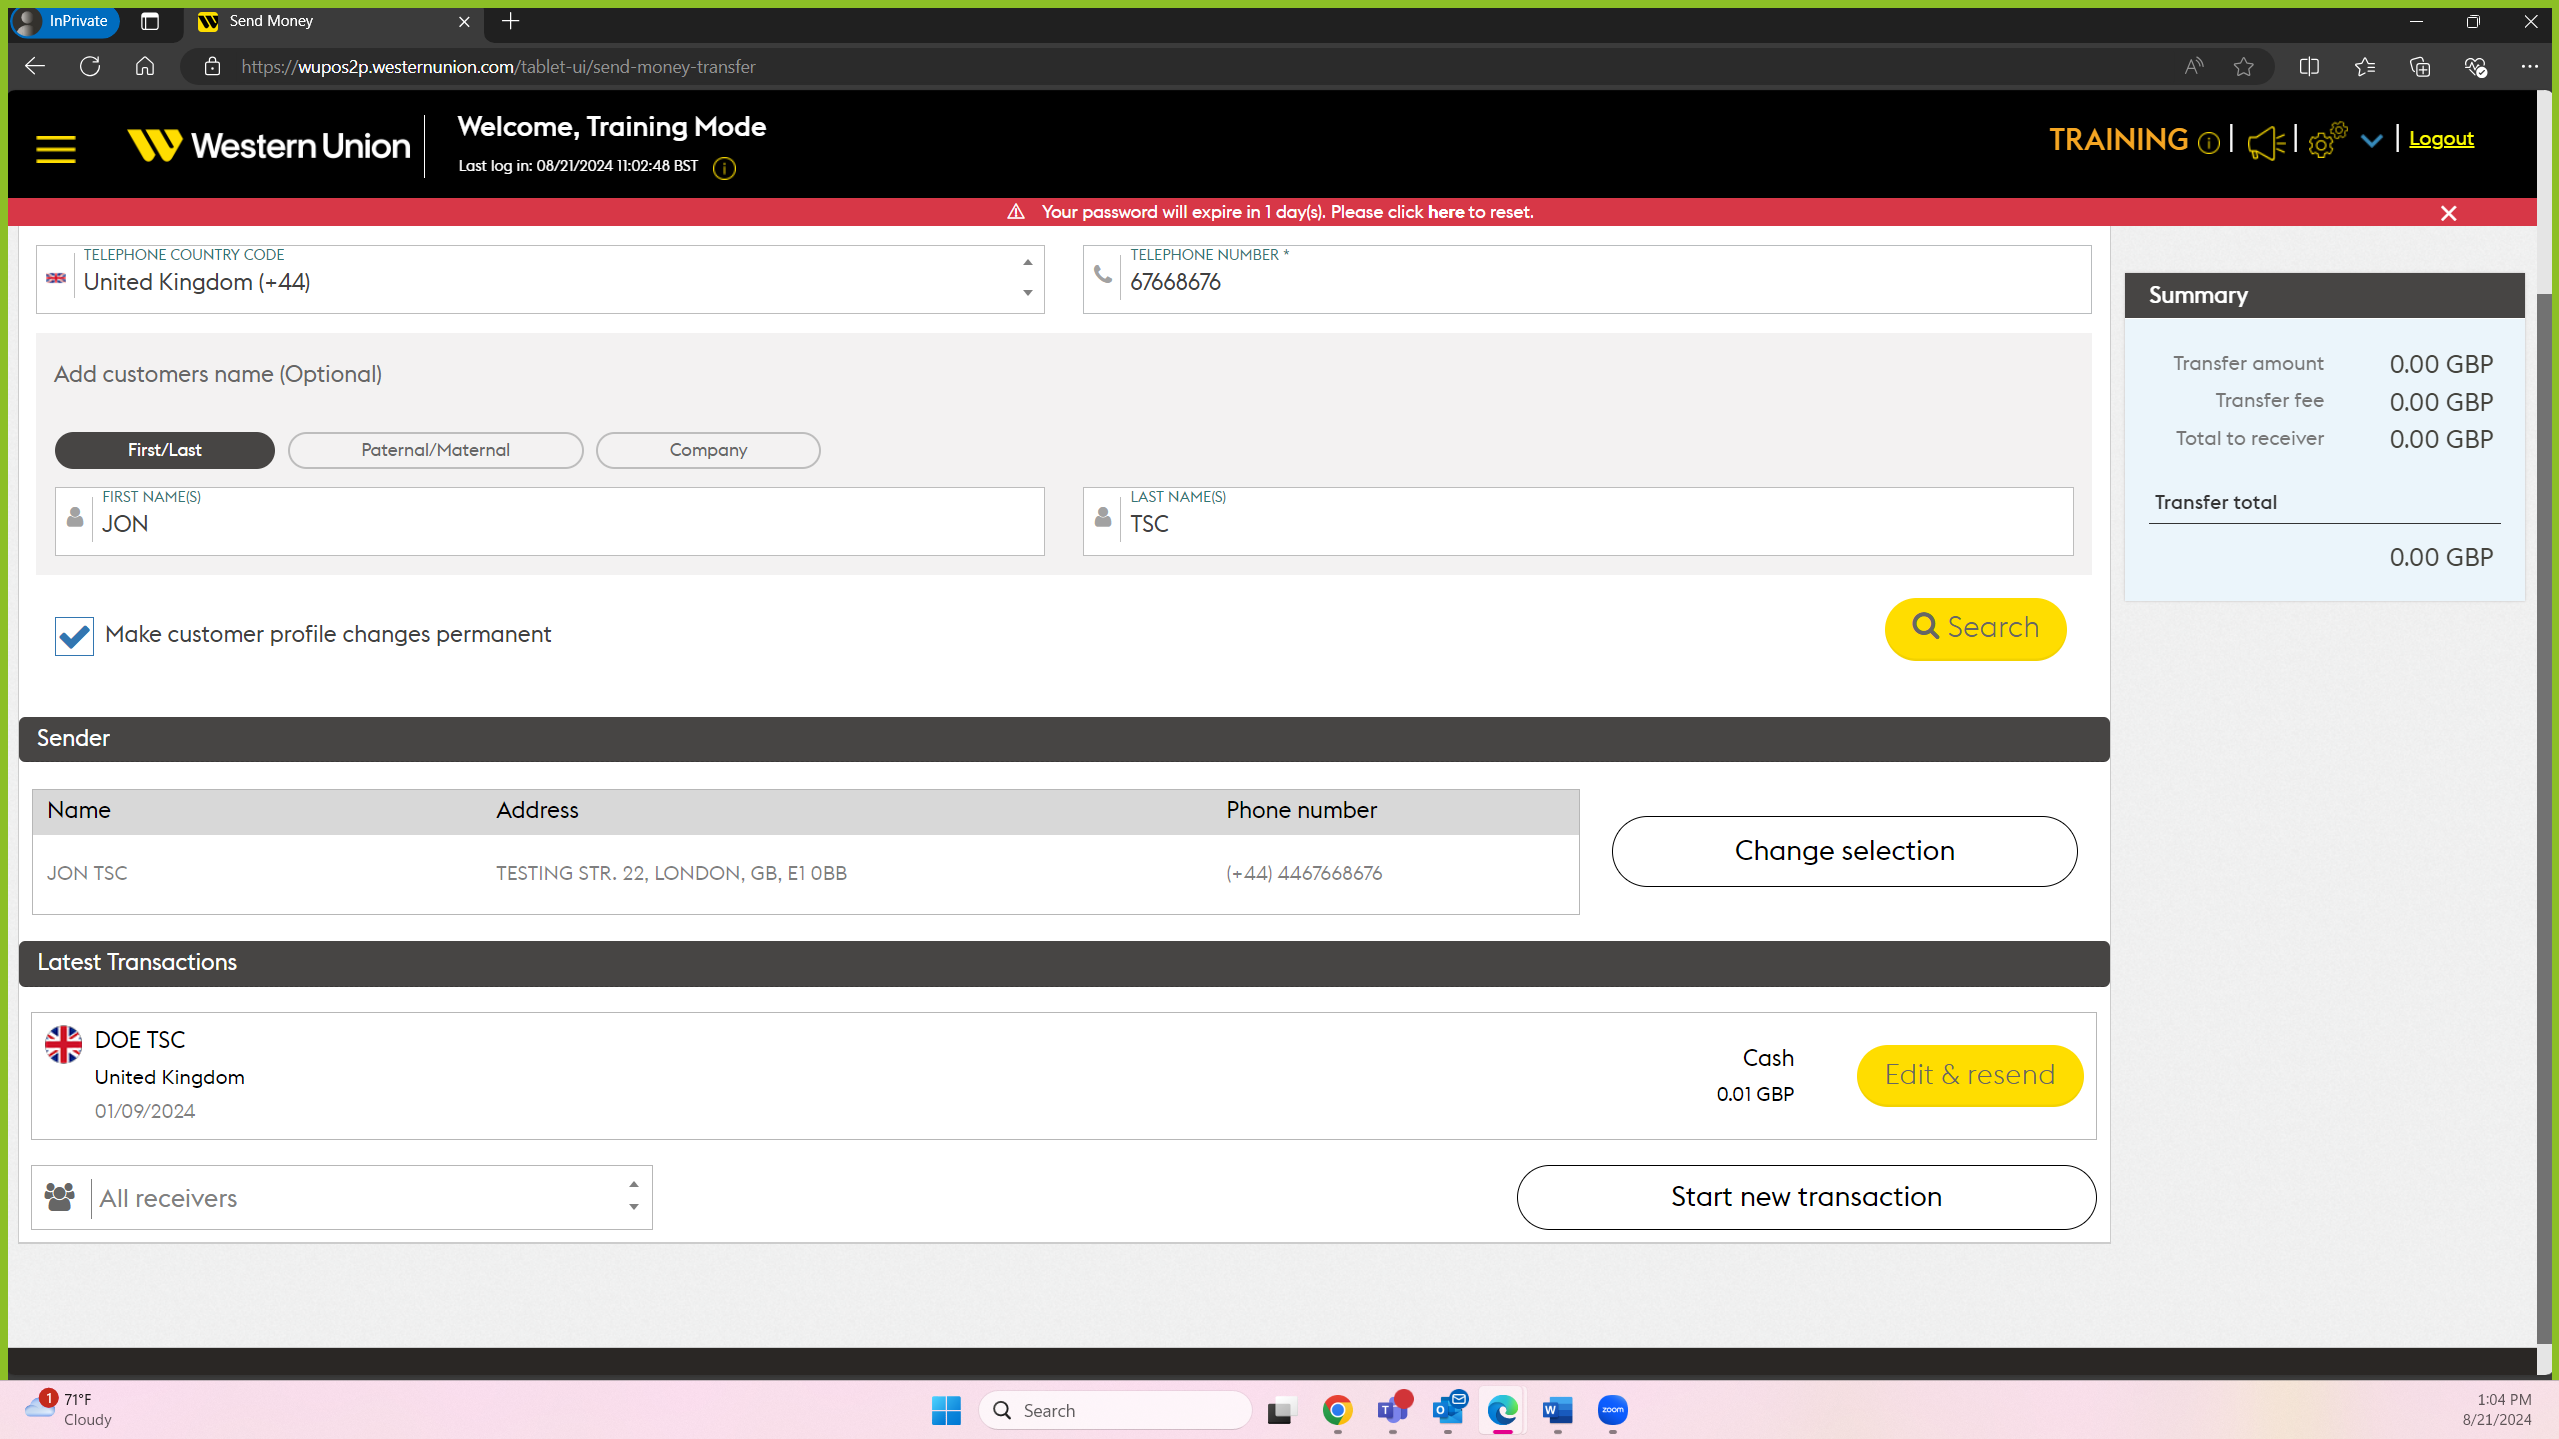 InPrivate
Send Money
https://wupos2p.westernunion.com/tablet-ui/send-money-transfer
Western Union
Welcome, Training Mode
Last log in: 08/21/2024 11:02:48 BST
TRAINING
Logout
Your password will expire in 1 day(s). Please click here to reset.
TELEPHONE COUNTRY CODE
United Kingdom (+44)
TELEPHONE NUMBER *
67668676
Add customers name (Optional)
First/Last
Paternal/Maternal
Company
FIRST NAME(S)
JON
LAST NAME(S)
TSC
Make customer profile changes permanent
Search
Summary
Transfer amount 0.00 GBP
Transfer fee 0.00 GBP
Total to receiver 0.00 GBP
Transfer total
0.00 GBP
Sender
Name Address Phone number
JON TSC TESTING STR. 22, LONDON, GB, E1 0BB (+44) 4467668676
Change selection
Latest Transactions
DOE TSC
United Kingdom
01/09/2024
Cash
0.01 GBP
Edit & resend
All receivers
Start new transaction
1
71°F
Cloudy
Search
zoom
1:04 PM
8/21/2024